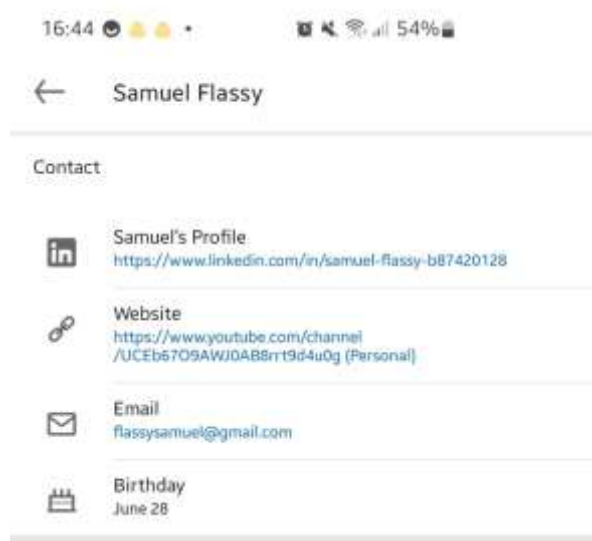 16:44 54%
Samuel Flassy
Contact
in
Samuel's Profile
https://www.linkedin.com/in/samuel-flassy-b87420128
Website
https://www.youtube.com/channel
/UCEb67O9AWJ0AB8rrt9d4u0g (Personal)
Email
flassysamuel@gmail.com
Birthday
June 28